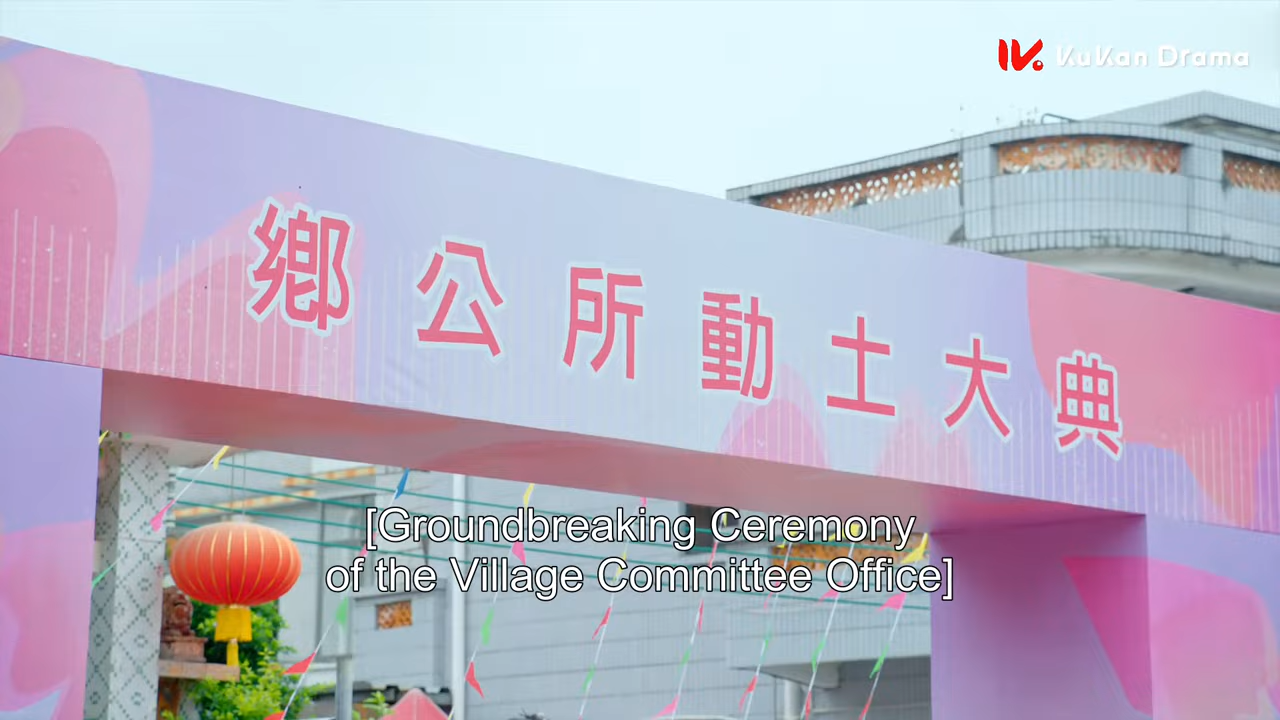 KuKan Drama
鄉公所動土大典
[Groundbreaking Ceremony
of the Village Committee Office]